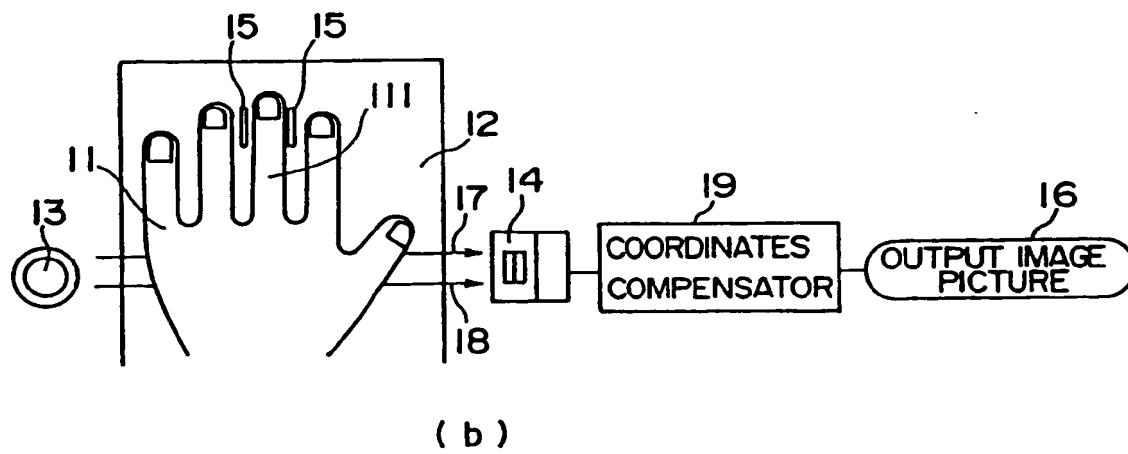 15 15
111
12
11
13
17
14
19
16
COORDINATES
COMPENSATOR
OUTPUT IMAGE
PICTURE
18
(b)